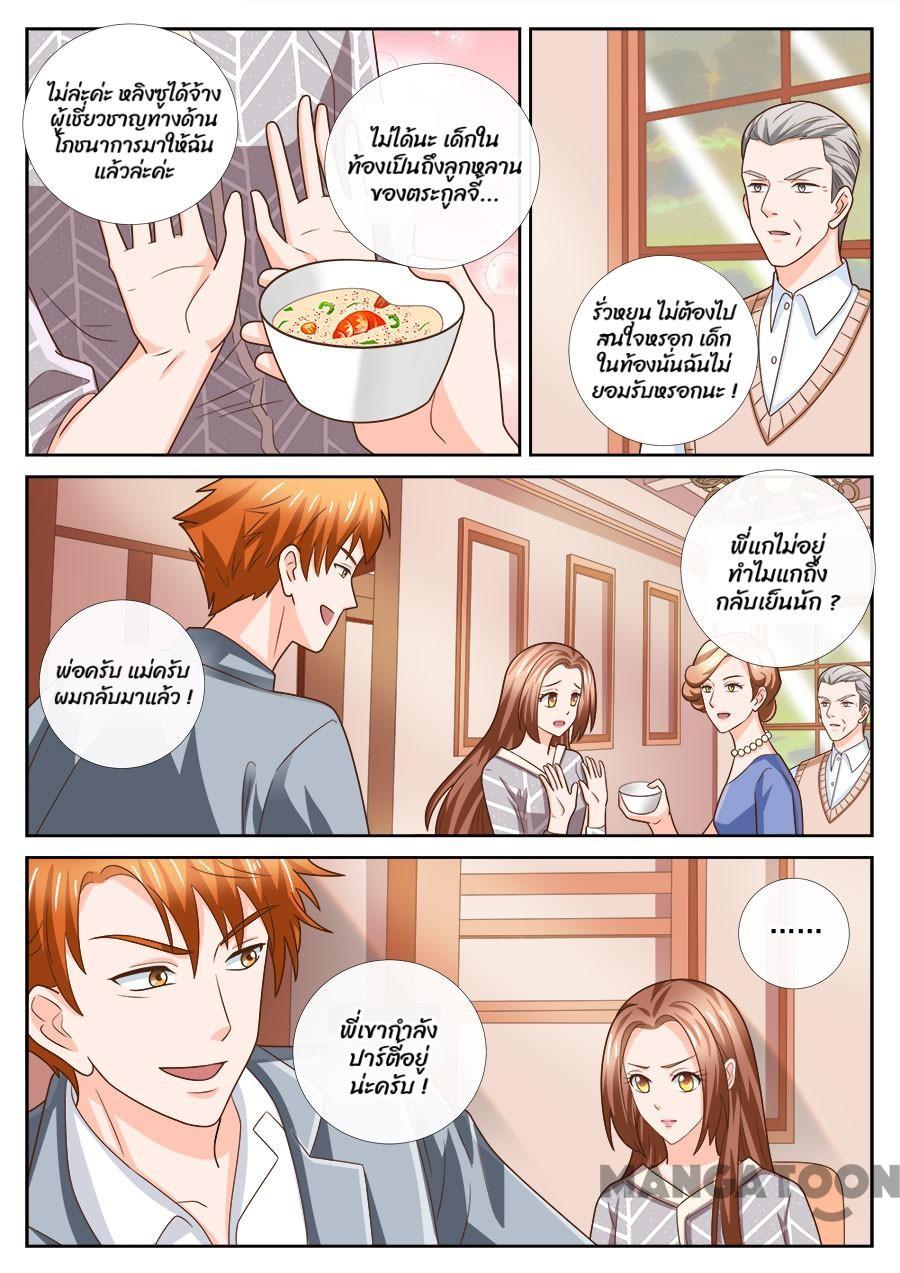 ไม่ล่ะค่ะ หลิงซูได้จ้าง
ผู้เชี่ยวชาญทางด้าน
โภชนาการมาให้ฉัน
แล้วล่ะค่ะ
ไม่ได้นะ เด็กใน
ท้องเป็นถึงลูกหลาน
ของตระกูลจี้...
รั่วหยุน ไม่ต้องไป
สนใจหรอก เด็ก
ในท้องนั่นฉันไม่
ยอมรับหรอกนะ !
พี่แกไม่อยู่
ทำไมแกถึง
กลับเย็นนัก ?
พ่อครับ แม่ครับ
ผมกลับมาแล้ว !
......
พี่เขากำลัง
ปาร์ตี้อยู่
น่ะครับ !
MANGATOON